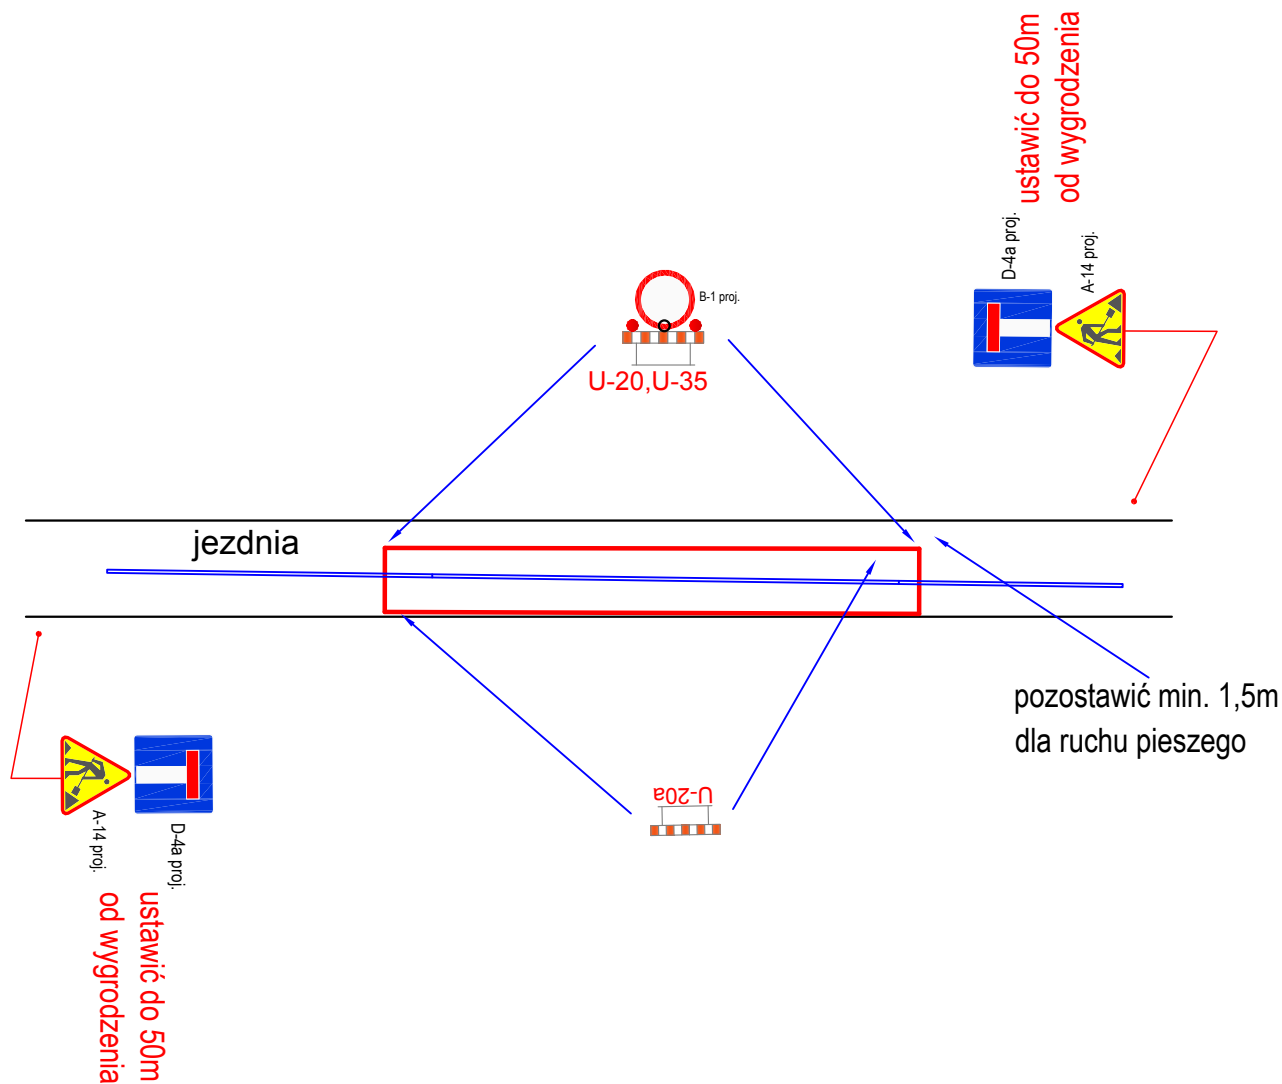 ustawić do 50m
od wygrodzenia
D-4a proj.
A-14 proj.
B-1 proj.
U-20,U-35
jezdnia
pozostawić min. 1,5m
dla ruchu pieszego
U-20a
A-14 proj.
D-4a proj.
ustawić do 50m
od wygrodzenia